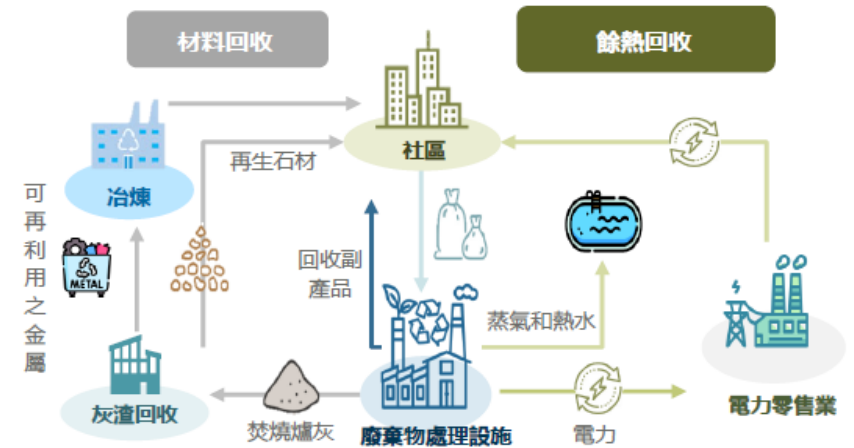 材料回收
餘熱回收
社區
再生石材
冶煉
可再利用之金屬
METAL
回收副
產品
蒸氣和熱水
灰渣回收
焚燒爐灰
廢棄物處理設施
電力
電力零售業